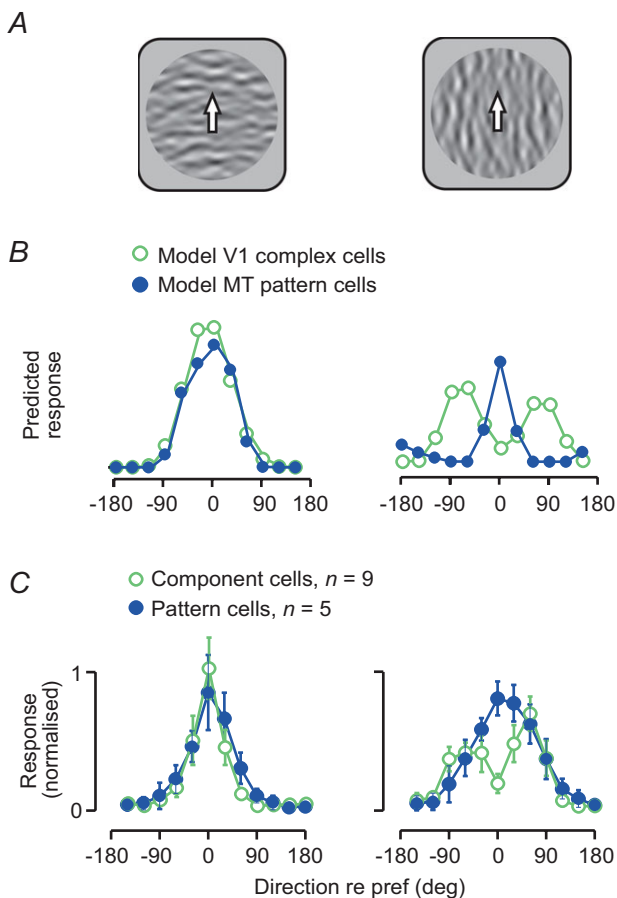 A
B
Model V1 complex cells
Model MT pattern cells
Predicted
response
-180 -90 0 90 180
-180 -90 0 90 180
C
Component cells, n = 9
Pattern cells, n = 5
Response
(normalised)
1
0
-180 -90 0 90 180
-180 -90 0 90 180
Direction re pref (deg)